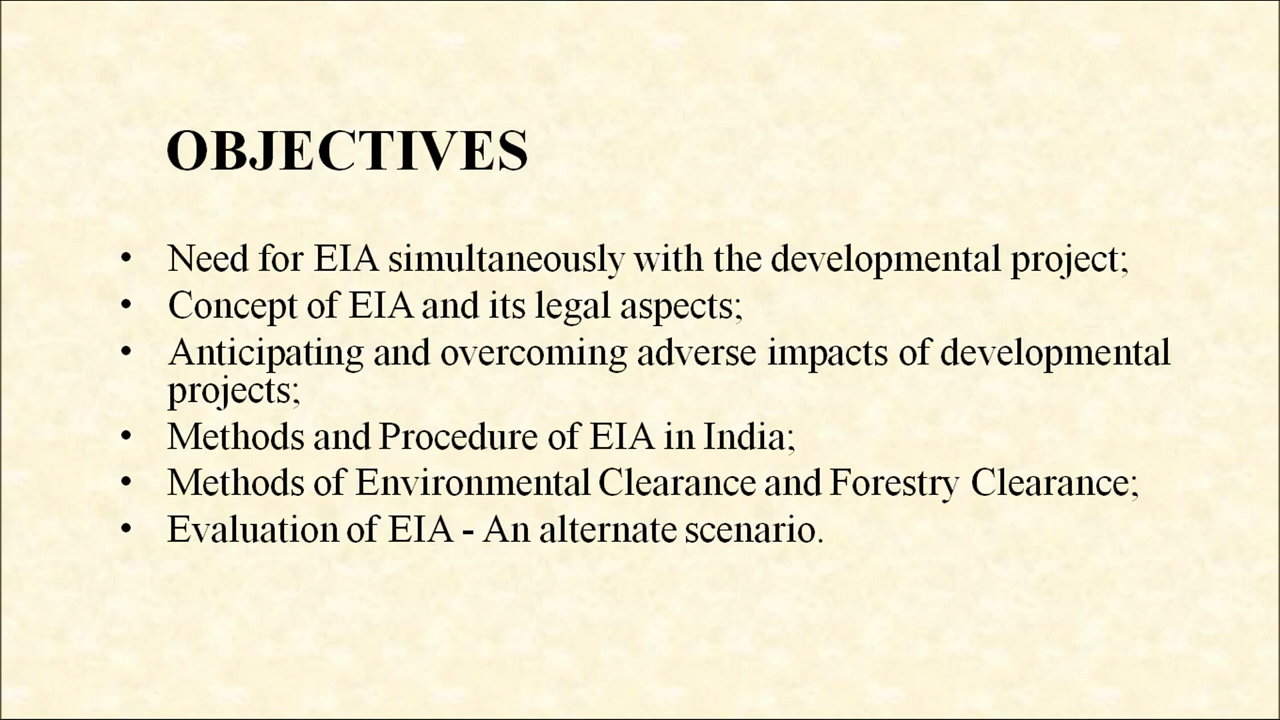 OBJECTIVES
• Need for EIA simultaneously with the developmental project;
• Concept of EIA and its legal aspects;
• Anticipating and overcoming adverse impacts of developmental
projects;
• Methods and Procedure of EIA in India;
• Methods of Environmental Clearance and Forestry Clearance;
• Evaluation of EIA - An alternate scenario.